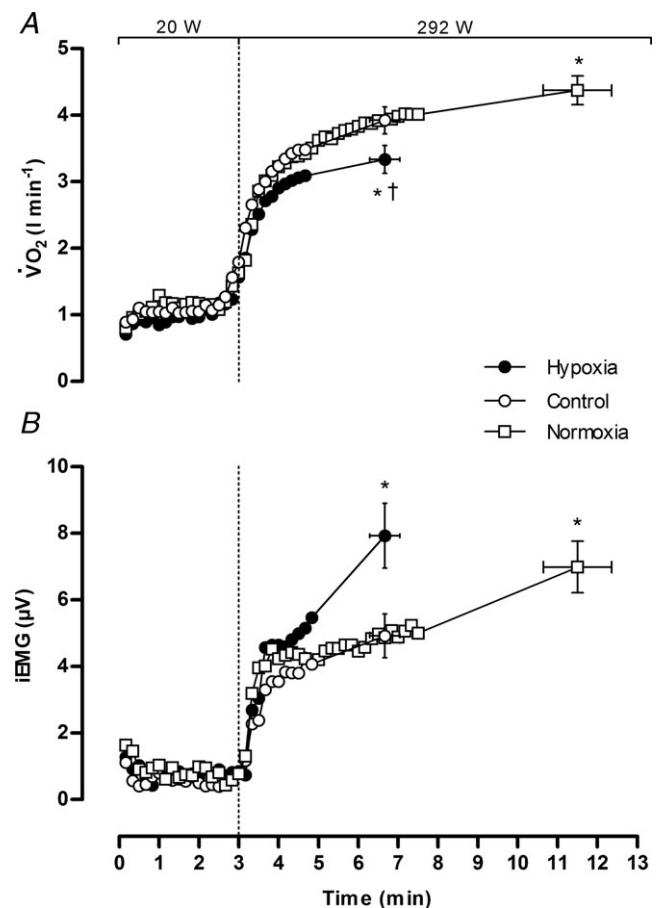 A
20 W
292 W
5
4
3
2
1
0
V̇O2 (l min-1)
*
* †
Hypoxia
Control
Normoxia
B
10
8
6
4
2
0
iEMG (µV)
*
*
0 1 2 3 4 5 6 7 8 9 10 11 12 13
Time (min)